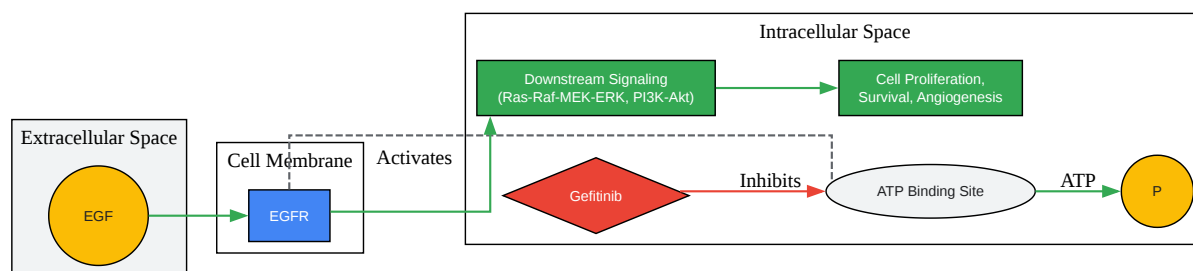 Intracellular Space
Downstream Signaling
(Ras-Raf-MEK-ERK, PI3K-Akt)
Cell Proliferation,
Survival, Angiogenesis
Extracellular Space
Cell Membrane
Activates
EGF
EGFR
Gefitinib
Inhibits
ATP Binding Site
ATP
P